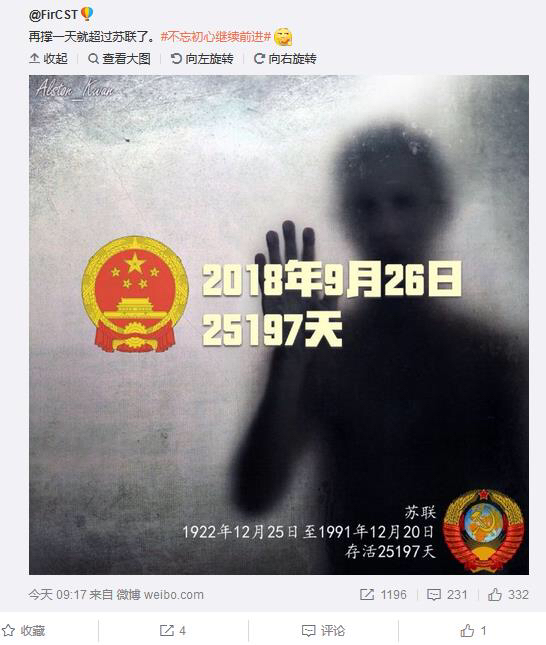 @FirCST
再撑一天就超过苏联了。#不忘初心继续前进#
收起 查看大图 向左旋转 向右旋转
Alston_Kwan
2018年9月26日
25197天
苏联
1922年12月25日至1991年12月20日
存活25197天
今天 09:17 来自 微博 weibo.com 1196 231 332
收藏 4 评论 1